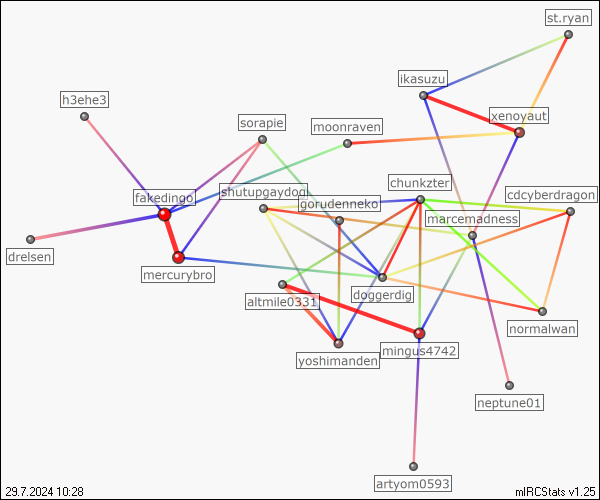 st.ryan
ikasuzu
h3ehe3
xenoyaut
sorapie
moonraven
chunkzter
fakedingo
shutupgaydog
cdcyberdragon
gorudenneko
marcemadness
drelsen
mercurybro
doggerdig
altmile0331
normalwan
mingus4742
yoshimanden
neptune01
artyom0593
29.7.2024 10:28
mIRCStats v1.25